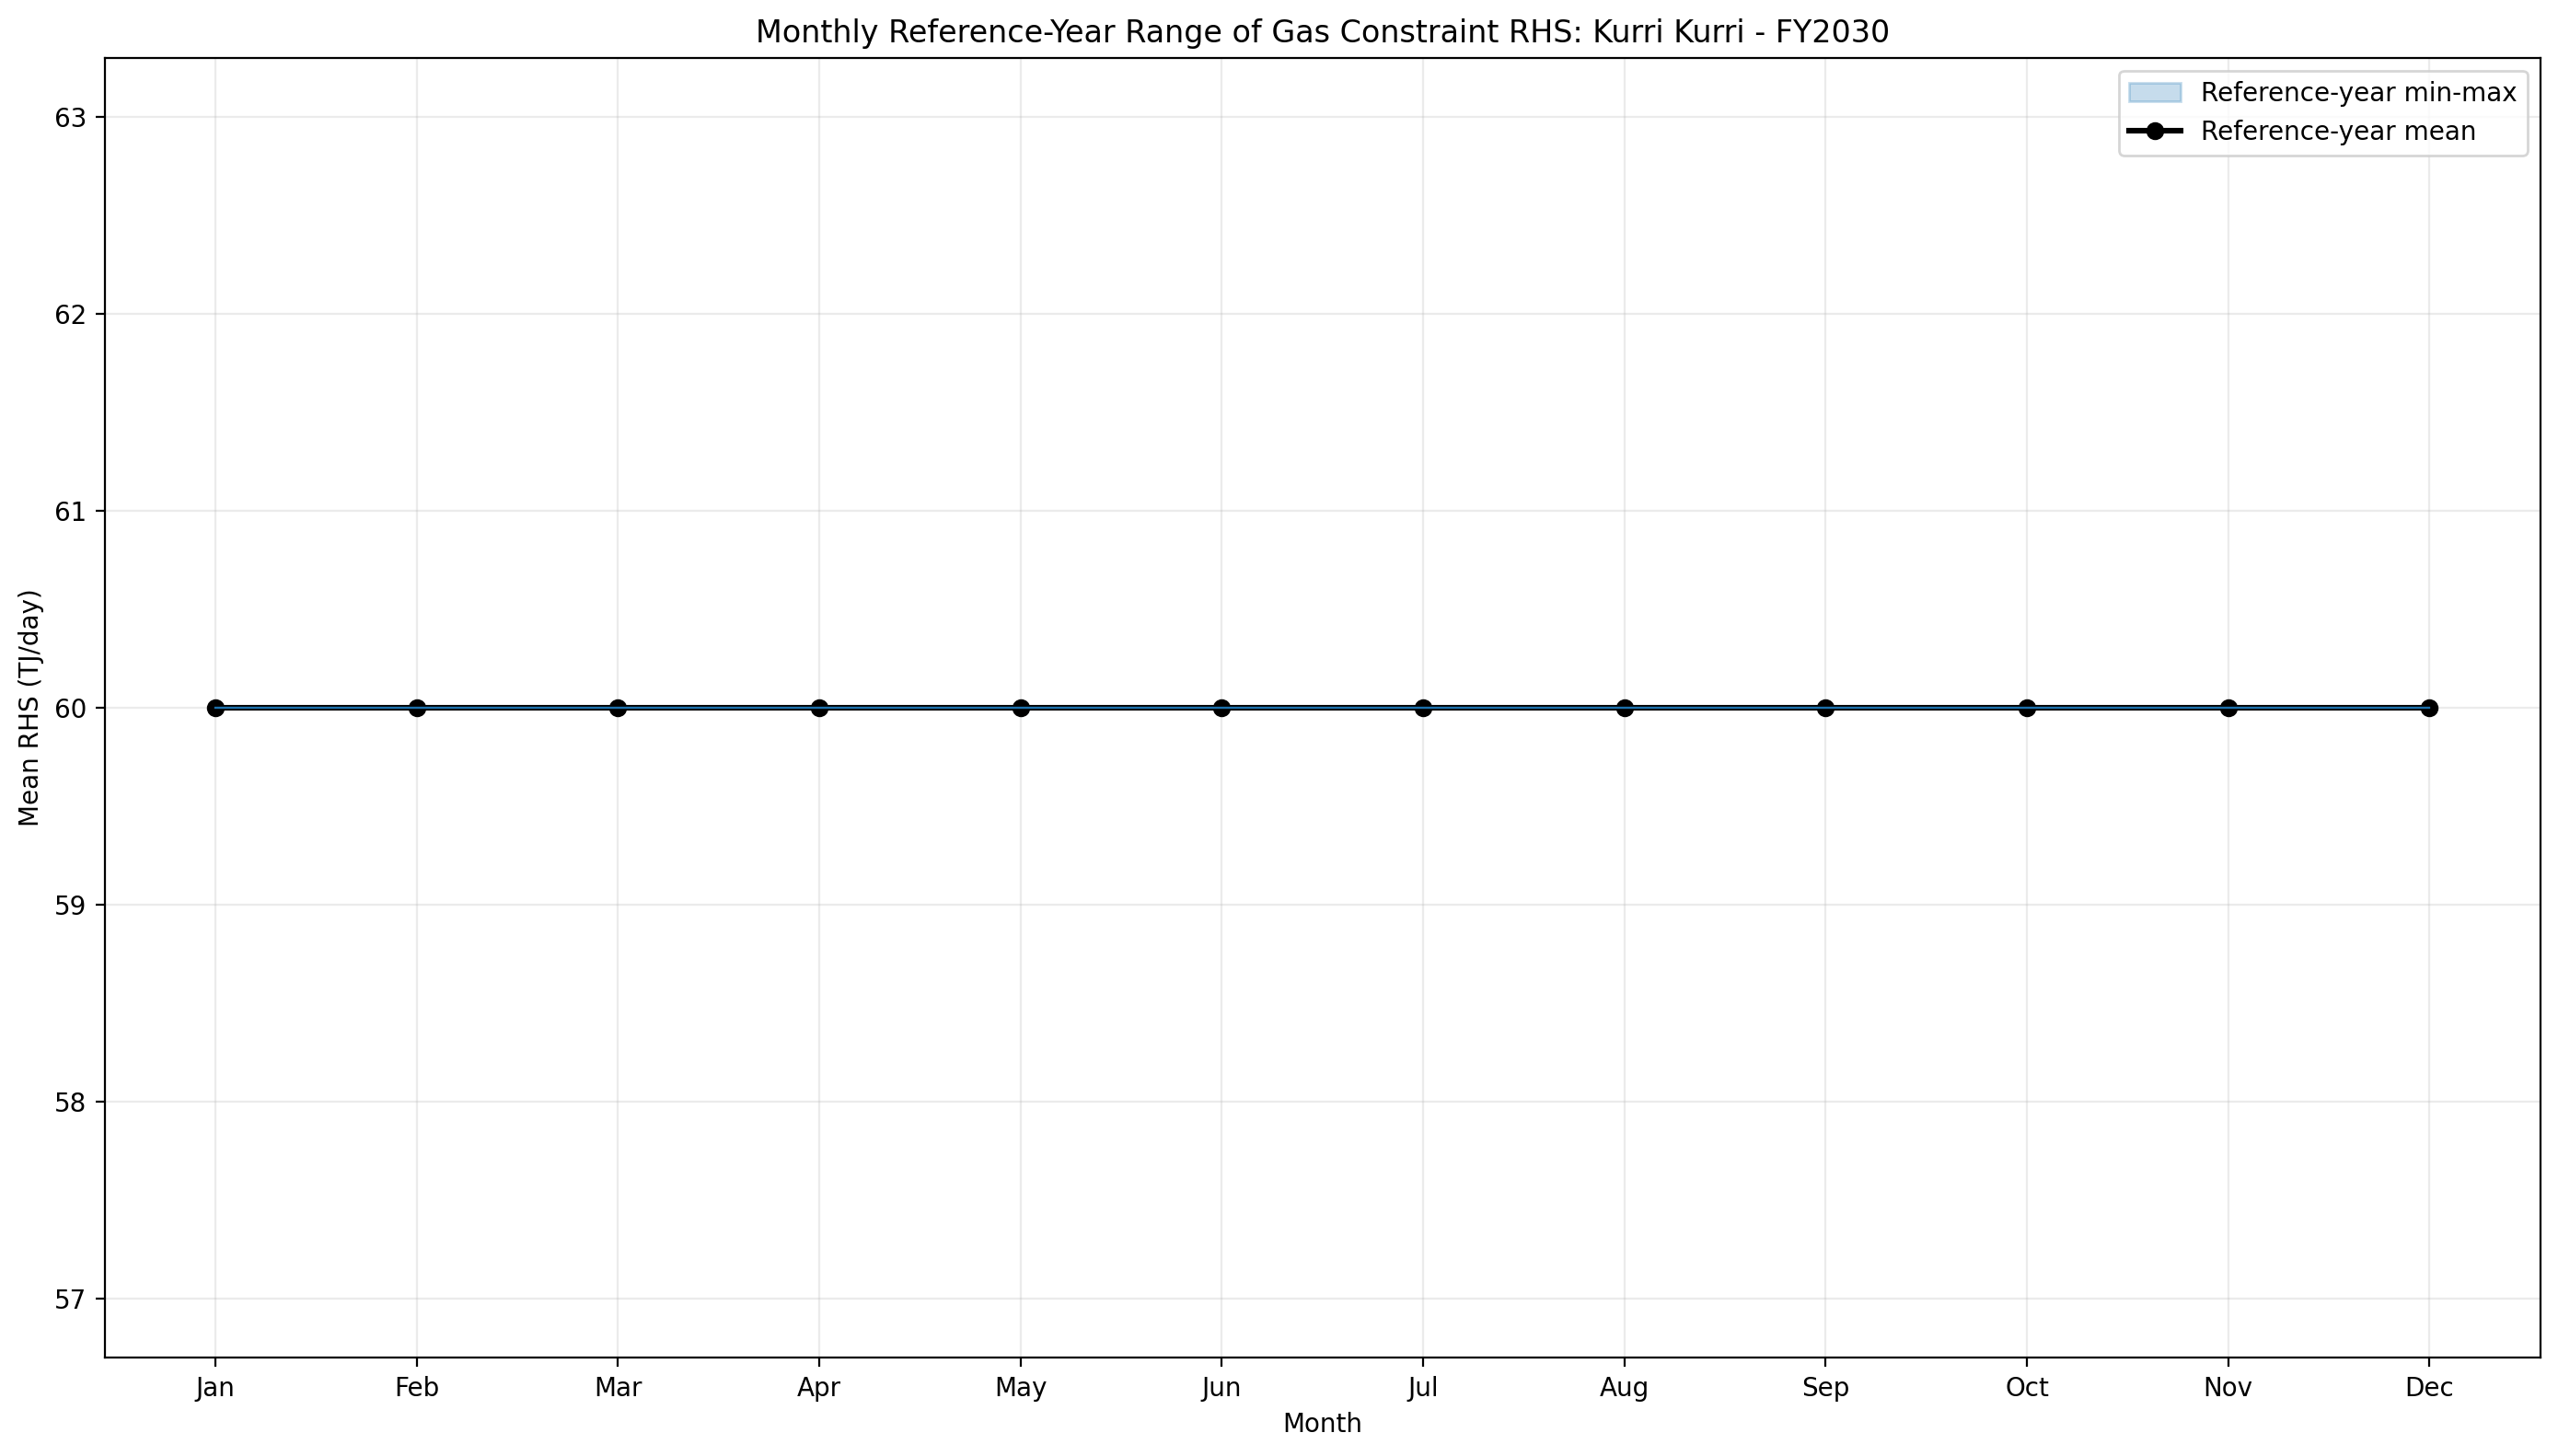 Monthly Reference-Year Range of Gas Constraint RHS: Kurri Kurri - FY2030
Reference-year min-max
Reference-year mean
Mean RHS (TJ/day)
63
62
61
60
59
58
57
Jan Feb Mar Apr May Jun Jul Aug Sep Oct Nov Dec
Month